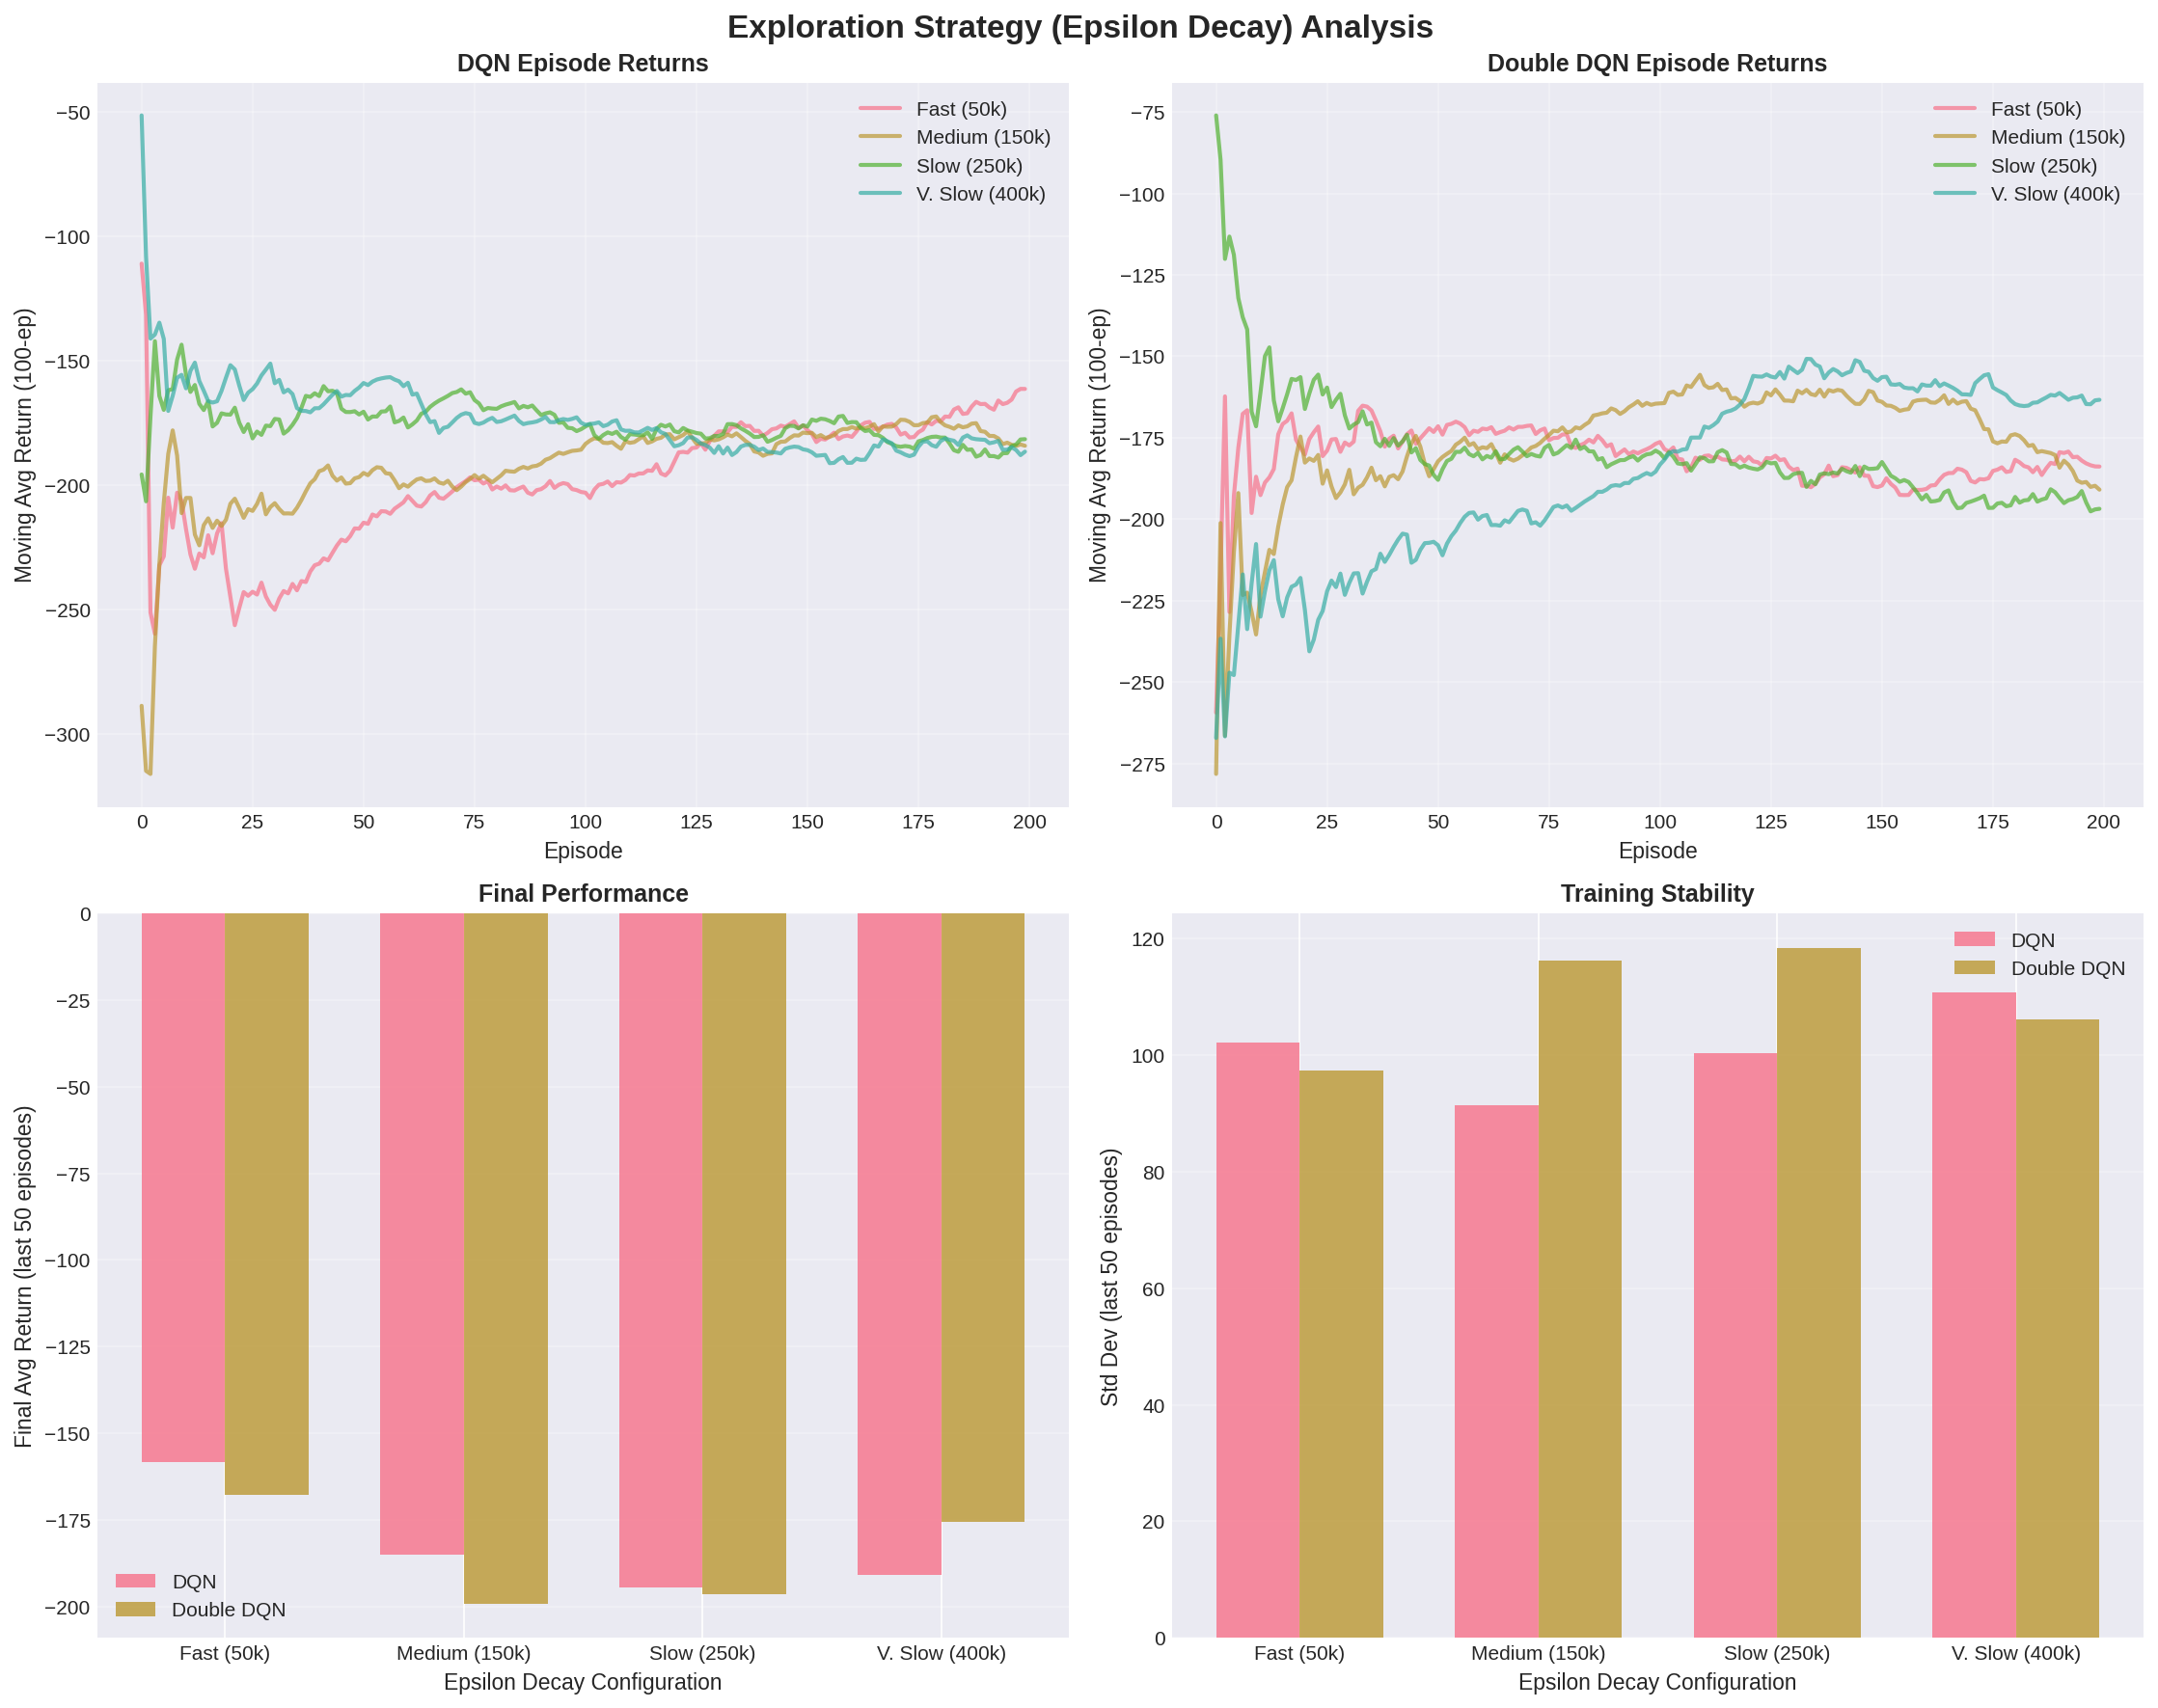 Exploration Strategy (Epsilon Decay) Analysis
DQN Episode Returns
Moving Avg Return (100-ep)
−50
−100
−150
−200
−250
−300
Fast (50k)
Medium (150k)
Slow (250k)
V. Slow (400k)
0 25 50 75 100 125 150 175 200
Episode
Double DQN Episode Returns
Moving Avg Return (100-ep)
−75
−100
−125
−150
−175
−200
−225
−250
−275
Fast (50k)
Medium (150k)
Slow (250k)
V. Slow (400k)
0 25 50 75 100 125 150 175 200
Episode
Final Performance
Final Avg Return (last 50 episodes)
0
−25
−50
−75
−100
−125
−150
−175
−200
DQN
Double DQN
Fast (50k) Medium (150k) Slow (250k) V. Slow (400k)
Epsilon Decay Configuration
Training Stability
Std Dev (last 50 episodes)
120
100
80
60
40
20
0
DQN
Double DQN
Fast (50k) Medium (150k) Slow (250k) V. Slow (400k)
Epsilon Decay Configuration